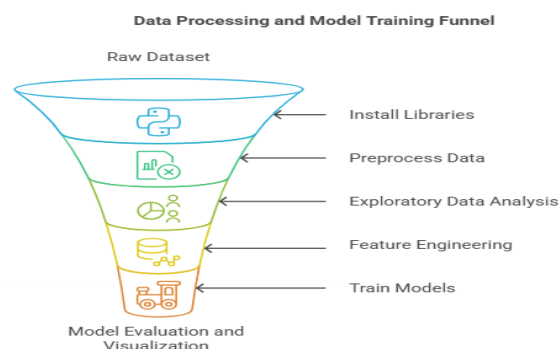 Data Processing and Model Training Funnel
Raw Dataset
Install Libraries
Preprocess Data
Exploratory Data Analysis
Feature Engineering
Train Models
Model Evaluation and
Visualization